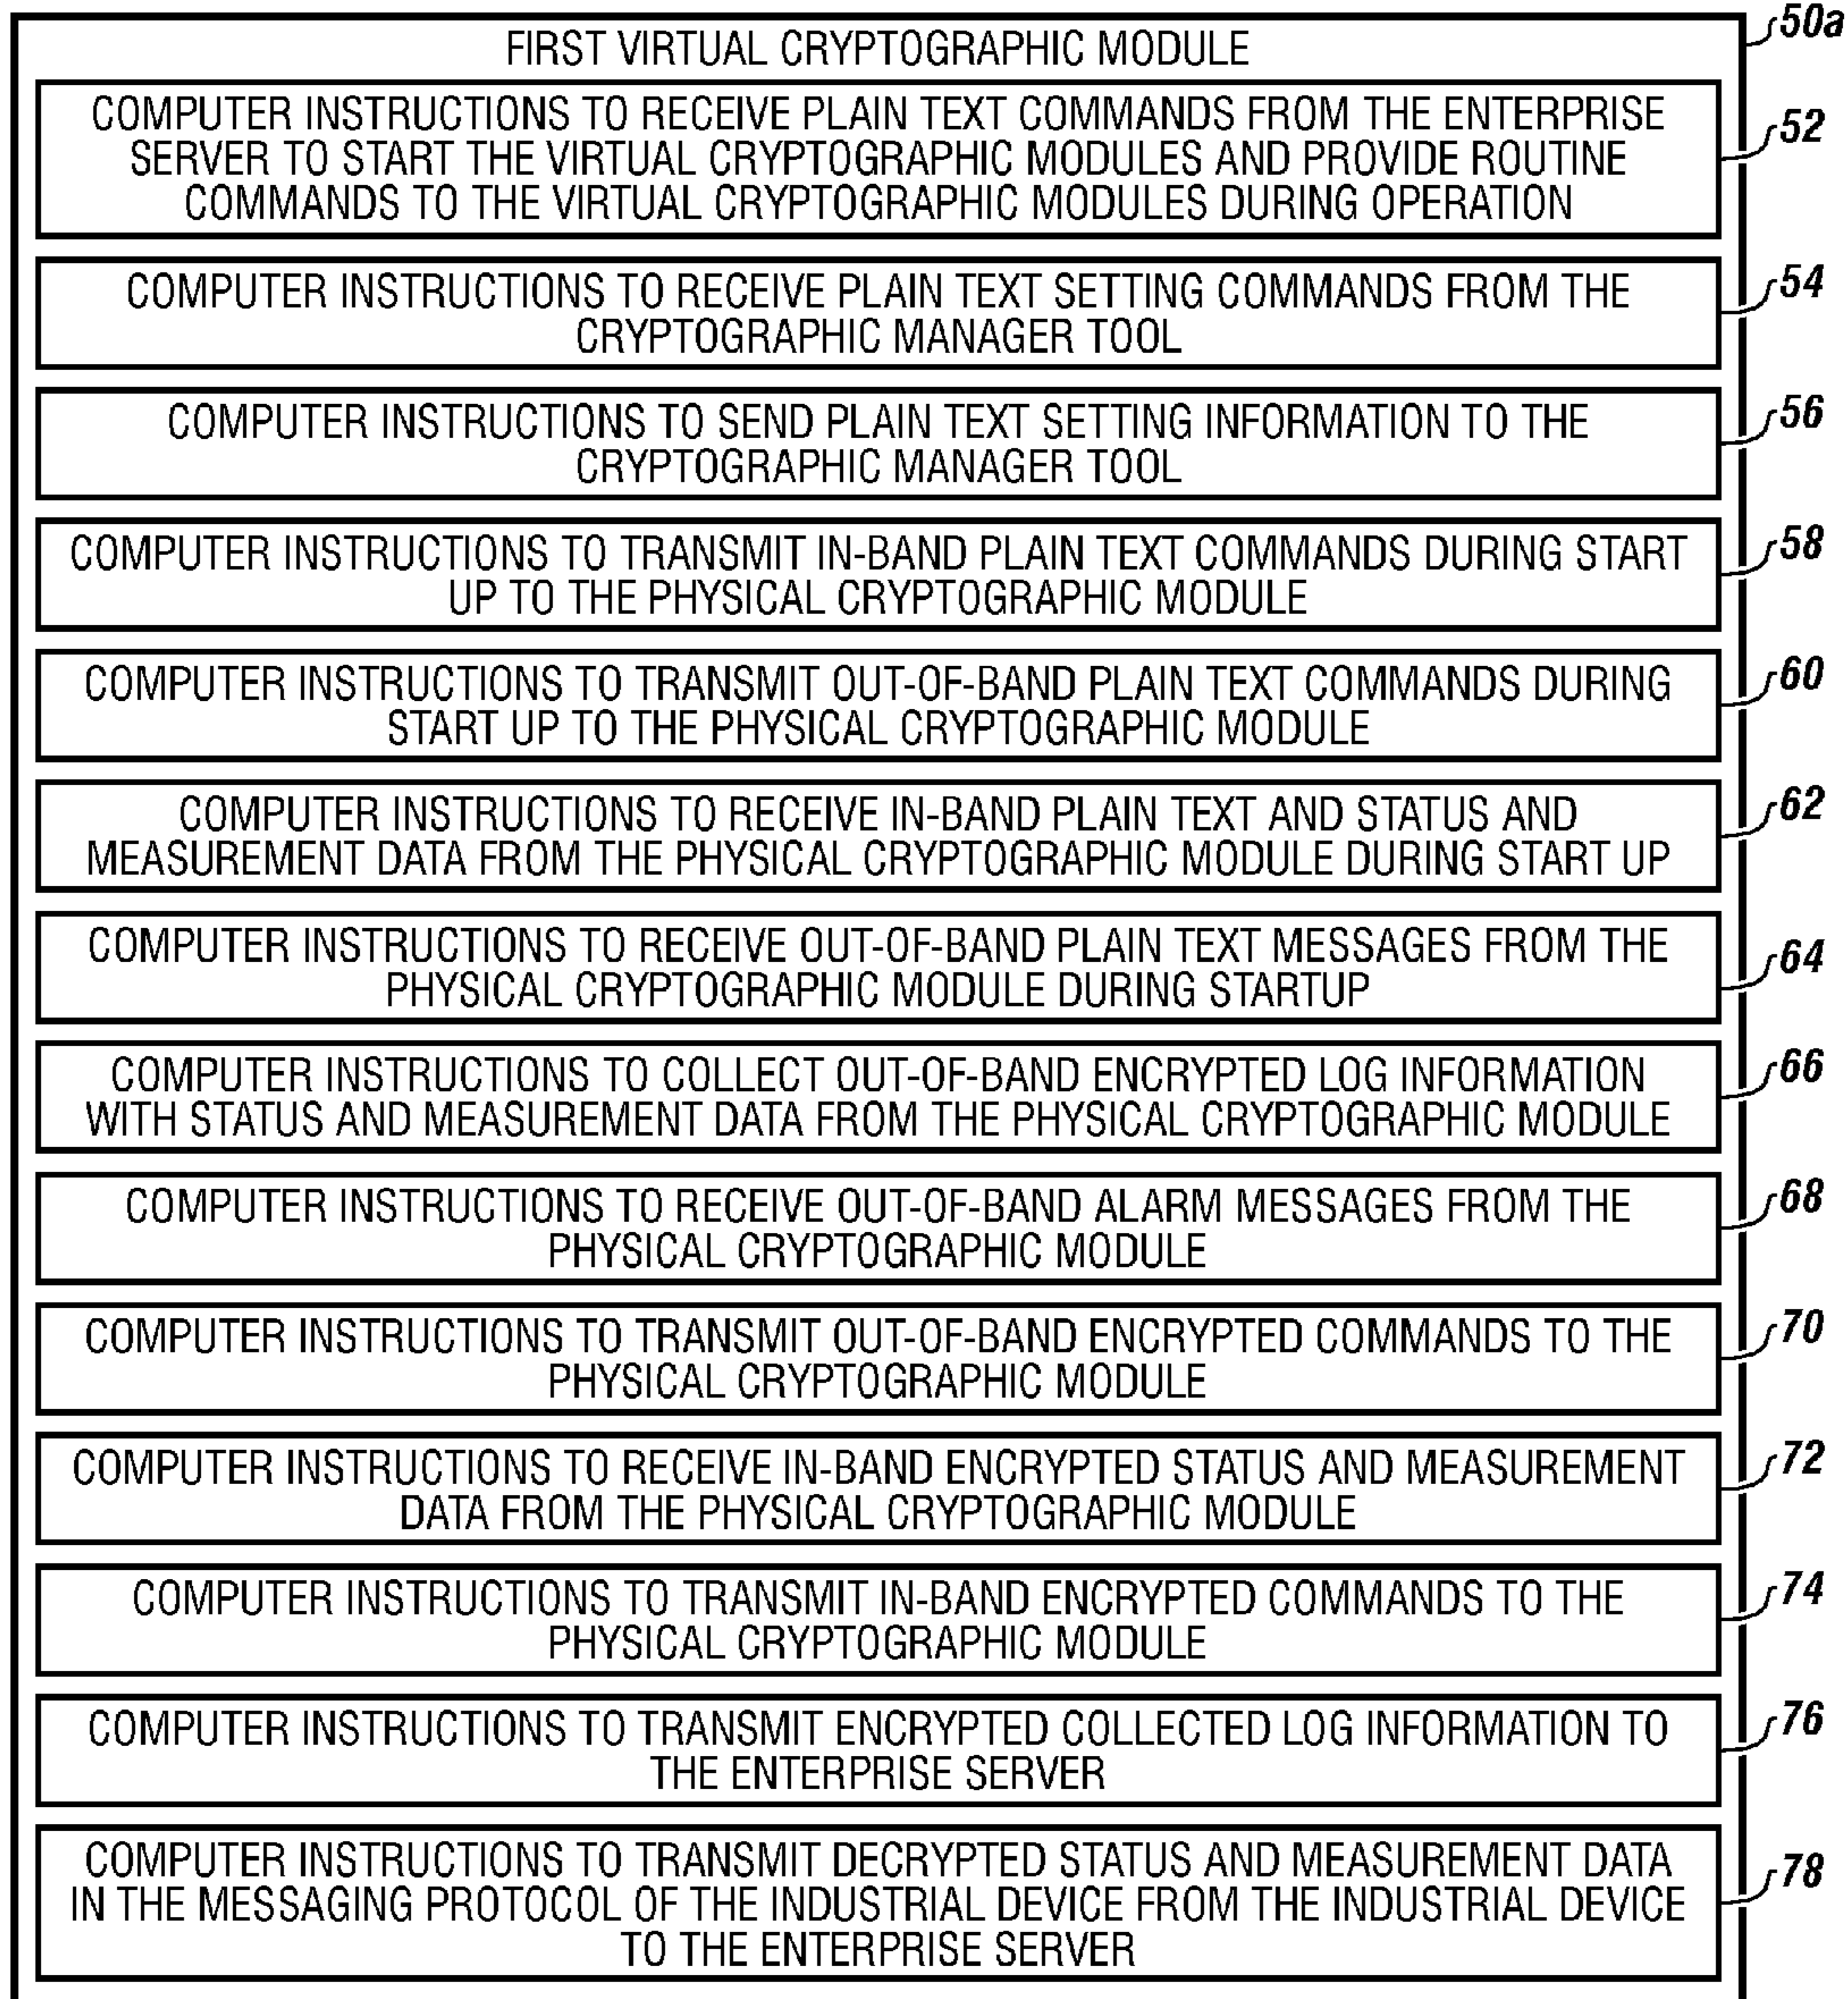 50a
FIRST VIRTUAL CRYPTOGRAPHIC MODULE
COMPUTER INSTRUCTIONS TO RECEIVE PLAIN TEXT COMMANDS FROM THE ENTERPRISE
SERVER TO START THE VIRTUAL CRYPTOGRAPHIC MODULES AND PROVIDE ROUTINE
COMMANDS TO THE VIRTUAL CRYPTOGRAPHIC MODULES DURING OPERATION
52
COMPUTER INSTRUCTIONS TO RECEIVE PLAIN TEXT SETTING COMMANDS FROM THE
CRYPTOGRAPHIC MANAGER TOOL
54
COMPUTER INSTRUCTIONS TO SEND PLAIN TEXT SETTING INFORMATION TO THE
CRYPTOGRAPHIC MANAGER TOOL
56
COMPUTER INSTRUCTIONS TO TRANSMIT IN-BAND PLAIN TEXT COMMANDS DURING START
UP TO THE PHYSICAL CRYPTOGRAPHIC MODULE
58
COMPUTER INSTRUCTIONS TO TRANSMIT OUT-OF-BAND PLAIN TEXT COMMANDS DURING
START UP TO THE PHYSICAL CRYPTOGRAPHIC MODULE
60
COMPUTER INSTRUCTIONS TO RECEIVE IN-BAND PLAIN TEXT AND STATUS AND
MEASUREMENT DATA FROM THE PHYSICAL CRYPTOGRAPHIC MODULE DURING START UP
62
COMPUTER INSTRUCTIONS TO RECEIVE OUT-OF-BAND PLAIN TEXT MESSAGES FROM THE
PHYSICAL CRYPTOGRAPHIC MODULE DURING STARTUP
64
COMPUTER INSTRUCTIONS TO COLLECT OUT-OF-BAND ENCRYPTED LOG INFORMATION
WITH STATUS AND MEASUREMENT DATA FROM THE PHYSICAL CRYPTOGRAPHIC MODULE
66
COMPUTER INSTRUCTIONS TO RECEIVE OUT-OF-BAND ALARM MESSAGES FROM THE
PHYSICAL CRYPTOGRAPHIC MODULE
68
COMPUTER INSTRUCTIONS TO TRANSMIT OUT-OF-BAND ENCRYPTED COMMANDS TO THE
PHYSICAL CRYPTOGRAPHIC MODULE
70
COMPUTER INSTRUCTIONS TO RECEIVE IN-BAND ENCRYPTED STATUS AND MEASUREMENT
DATA FROM THE PHYSICAL CRYPTOGRAPHIC MODULE
72
COMPUTER INSTRUCTIONS TO TRANSMIT IN-BAND ENCRYPTED COMMANDS TO THE
PHYSICAL CRYPTOGRAPHIC MODULE
74
COMPUTER INSTRUCTIONS TO TRANSMIT ENCRYPTED COLLECTED LOG INFORMATION TO
THE ENTERPRISE SERVER
76
COMPUTER INSTRUCTIONS TO TRANSMIT DECRYPTED STATUS AND MEASUREMENT DATA
IN THE MESSAGING PROTOCOL OF THE INDUSTRIAL DEVICE FROM THE INDUSTRIAL DEVICE
TO THE ENTERPRISE SERVER
78